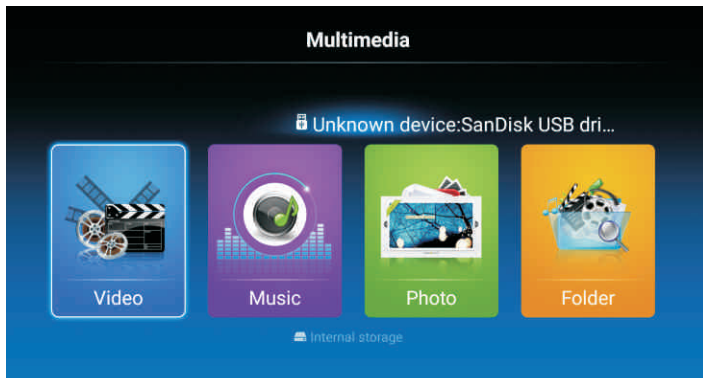 Multimedia
Unknown device:SanDisk USB dri...
Video
Music
Photo
Folder
Internal storage